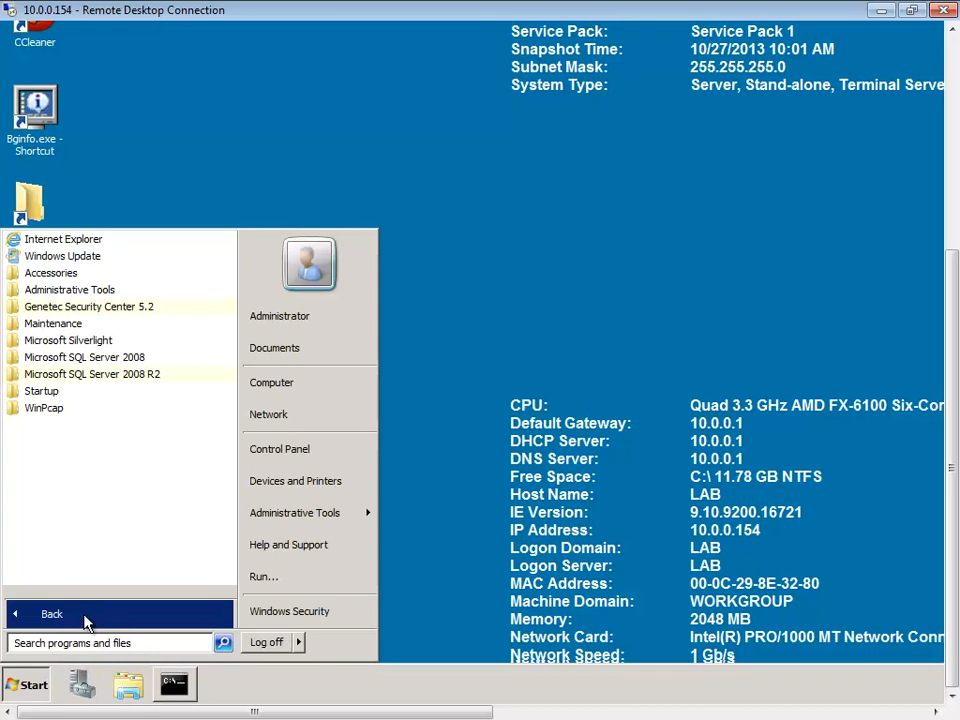 10.0.0.154 - Remote Desktop Connection
CCleaner
Bginfo.exe -
Shortcut
Service Pack: Service Pack 1
Snapshot Time: 10/27/2013 10:01 AM
Subnet Mask: 255.255.255.0
System Type: Server, Stand-alone, Terminal Serve
Internet Explorer
Windows Update
Accessories
Administrative Tools
Genetec Security Center 5.2
Maintenance
Microsoft Silverlight
Microsoft SQL Server 2008
Microsoft SQL Server 2008 R2
Startup
WinPcap
Back
Search programs and files
Administrator
Documents
Computer
Network
Control Panel
Devices and Printers
Administrative Tools
Help and Support
Run...
Windows Security
Log off
CPU: Quad 3.3 GHz AMD FX-6100 Six-Cor
Default Gateway: 10.0.0.1
DHCP Server: 10.0.0.1
DNS Server: 10.0.0.1
Free Space: C:\ 11.78 GB NTFS
Host Name: LAB
IE Version: 9.10.9200.16721
IP Address: 10.0.0.154
Logon Domain: LAB
Logon Server: LAB
MAC Address: 00-0C-29-8E-32-80
Machine Domain: WORKGROUP
Memory: 2048 MB
Network Card: Intel(R) PRO/1000 MT Network Conn
Network Speed: 1 Gb/s
Start
C:\